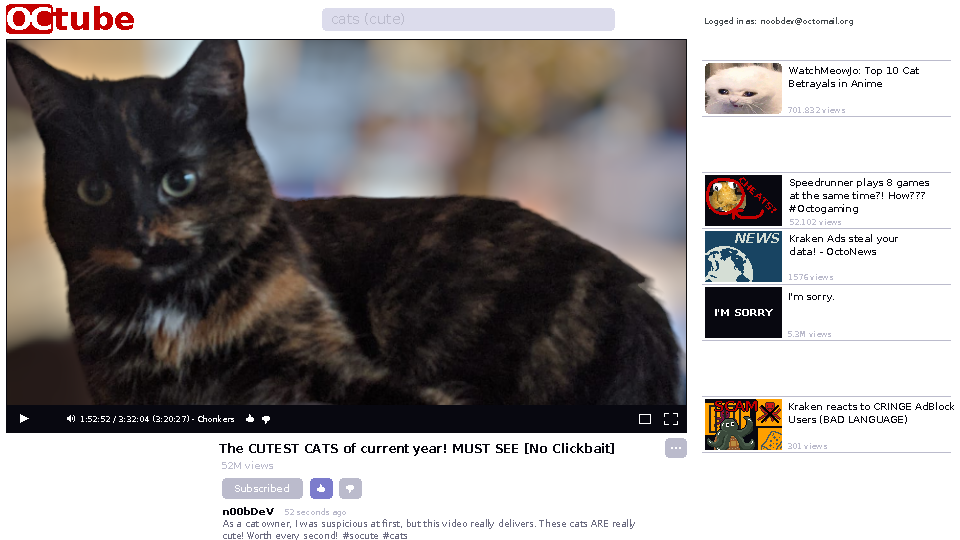 OCtube
cats (cute)
Logged in as: noobdev@octomail.org
WatchMeowJo: Top 10 Cat
Betrayals in Anime
701.832 views
CHEATS?
Speedrunner plays 8 games
at the same time?! How???
#Octogaming
52.102 views
NEWS
Kraken Ads steal your
data! - OctoNews
1576 views
I'M SORRY
I'm sorry.
5.3M views
SCAM
Kraken reacts to CRINGE AdBlock
Users (BAD LANGUAGE)
301 views
1:52:52 / 3:32:04 (3:20:27) - Chonkers
The CUTEST CATS of current year! MUST SEE [No Clickbait]
52M views
Subscribed
n00bDeV 52 seconds ago
As a cat owner, I was suspicious at first, but this video really delivers. These cats ARE really
cute! Worth every second! #socute #cats